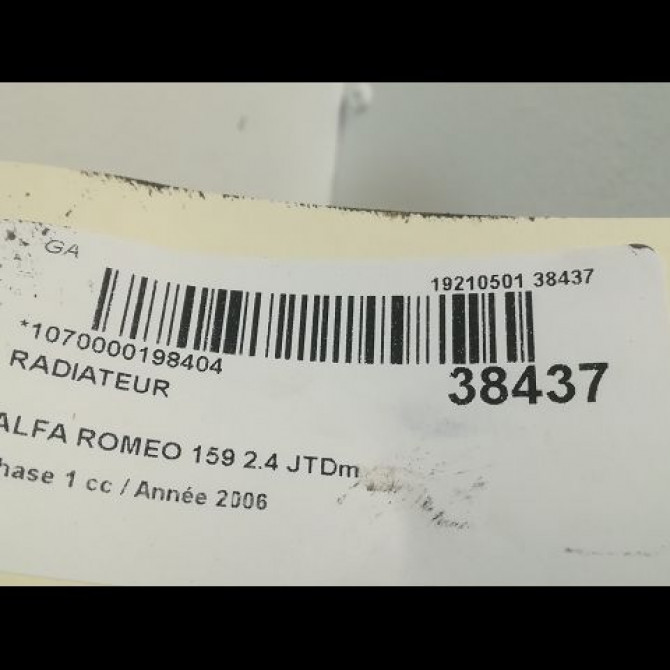 GA
19210501 38437
*1070000198404
38437
RADIATEUR
ALFA ROMEO 159 2.4 JTDm
hase 1 cc / Année 2006